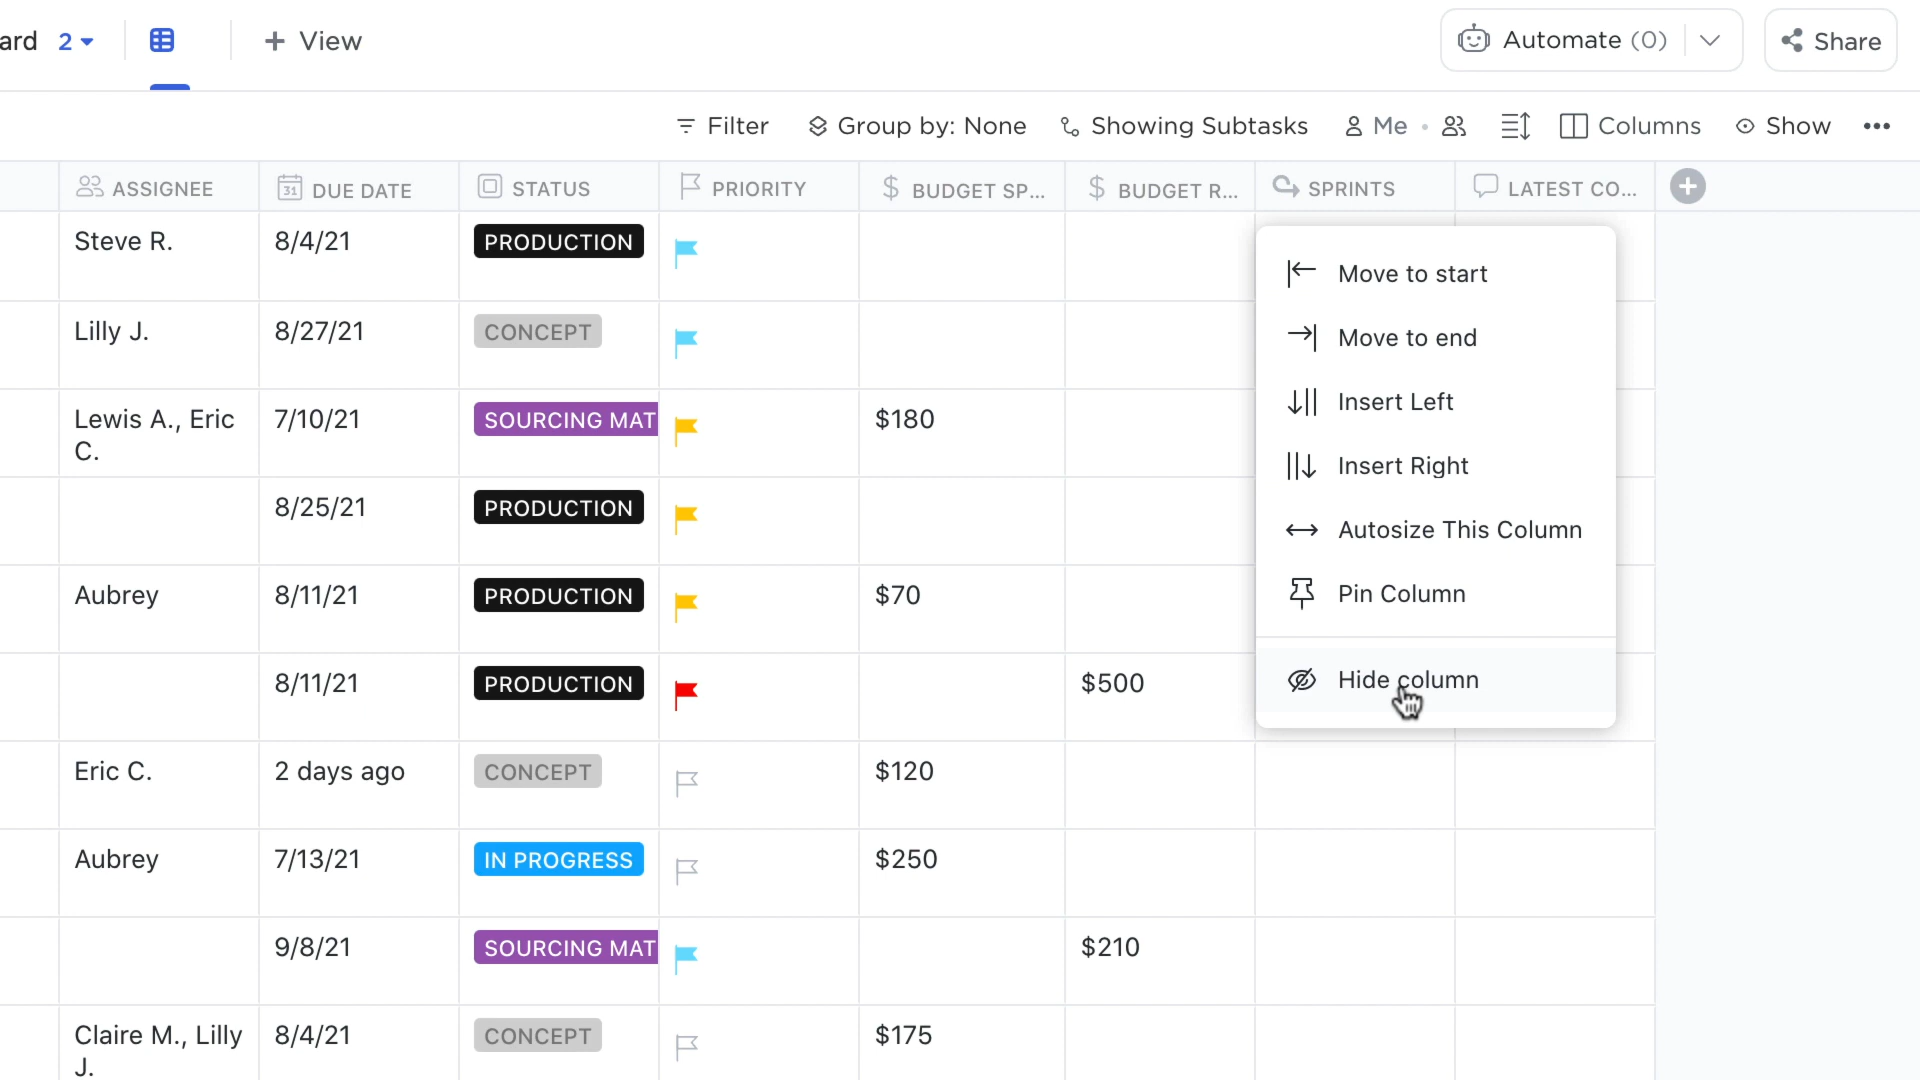 ard 2 View Automate (0) Share
Filter Group by: None Showing Subtasks Me Columns Show
ASSIGNEE 31 DUE DATE STATUS PRIORITY $ BUDGET SP... $ BUDGET R... SPRINTS LATEST CO...
Steve R. 8/4/21 PRODUCTION
Lilly J. 8/27/21 CONCEPT
Lewis A., Eric C. 7/10/21 SOURCING MAT $180
8/25/21 PRODUCTION
Aubrey 8/11/21 PRODUCTION $70
8/11/21 PRODUCTION $500
Eric C. 2 days ago CONCEPT $120
Aubrey 7/13/21 IN PROGRESS $250
9/8/21 SOURCING MAT $210
Claire M., Lilly J. 8/4/21 CONCEPT $175
Move to start
Move to end
Insert Left
Insert Right
Autosize This Column
Pin Column
Hide column